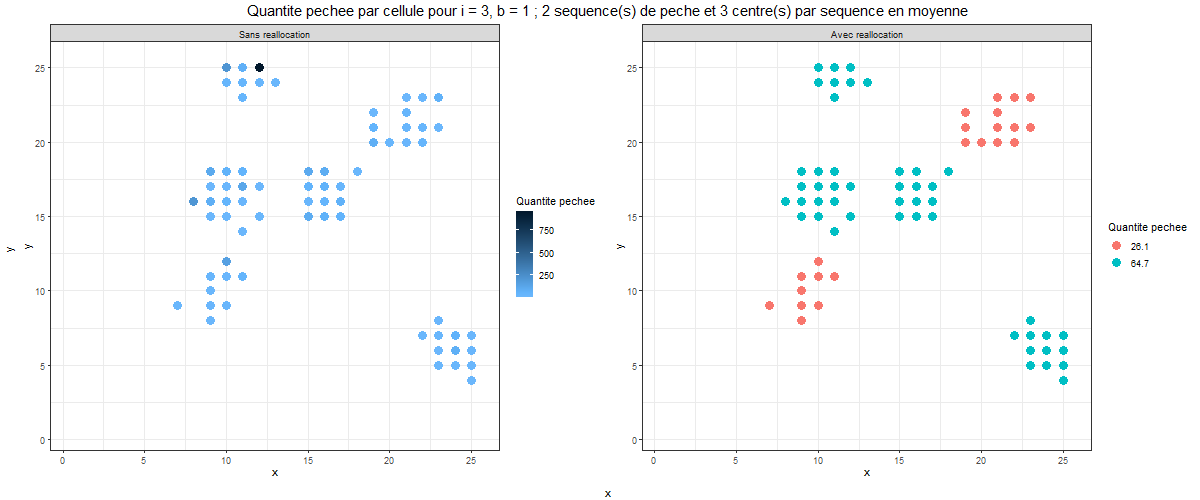 Quantite pechee par cellule pour i = 3, b = 1 ; 2 sequence(s) de peche et 3 centre(s) par sequence en moyenne
Sans reallocation
25
20
15
10
5
0
y
y
0 5 10 15 20 25
x
Quantite pechee
750
500
250
Avec reallocation
25
20
15
10
5
0
y
0 5 10 15 20 25
x
Quantite pechee
26.1
64.7
x